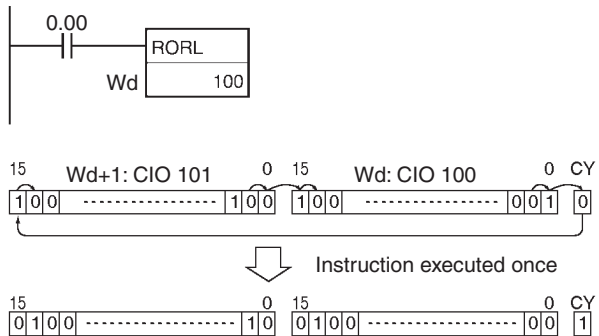 0.00
RORL
Wd 100
15 Wd+1: CIO 101 0 15 Wd: CIO 100 0 CY
1 0 0 1 0 0 1 0 0 0 0 1 0
Instruction executed once
15 0 15 0 CY
0 1 0 0 1 0 0 1 0 0 0 0 1